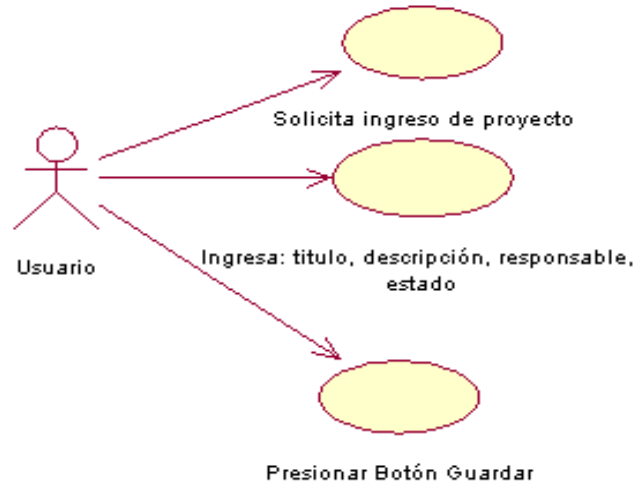 Solicita ingreso de proyecto
Usuario
Ingresa: titulo, descripción, responsable,
estado
Presionar Botón Guardar